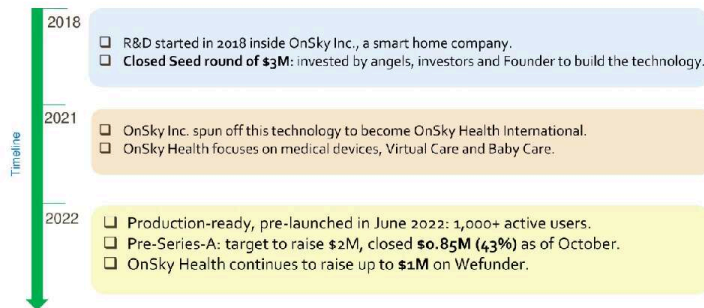 2018
❑ R&D started in 2018 inside OnSky Inc., a smart home company.
❑ Closed Seed round of $3M: invested by angels, investors and Founder to build the technology.
2021
❑ OnSky Inc. spun off this technology to become OnSky Health International.
❑ OnSky Health focuses on medical devices, Virtual Care and Baby Care.
Timeline
2022
❑ Production-ready, pre-launched in June 2022: 1,000+ active users.
❑ Pre-Series-A: target to raise $2M, closed $0.85M (43%) as of October.
❑ OnSky Health continues to raise up to $1M on Wefunder.